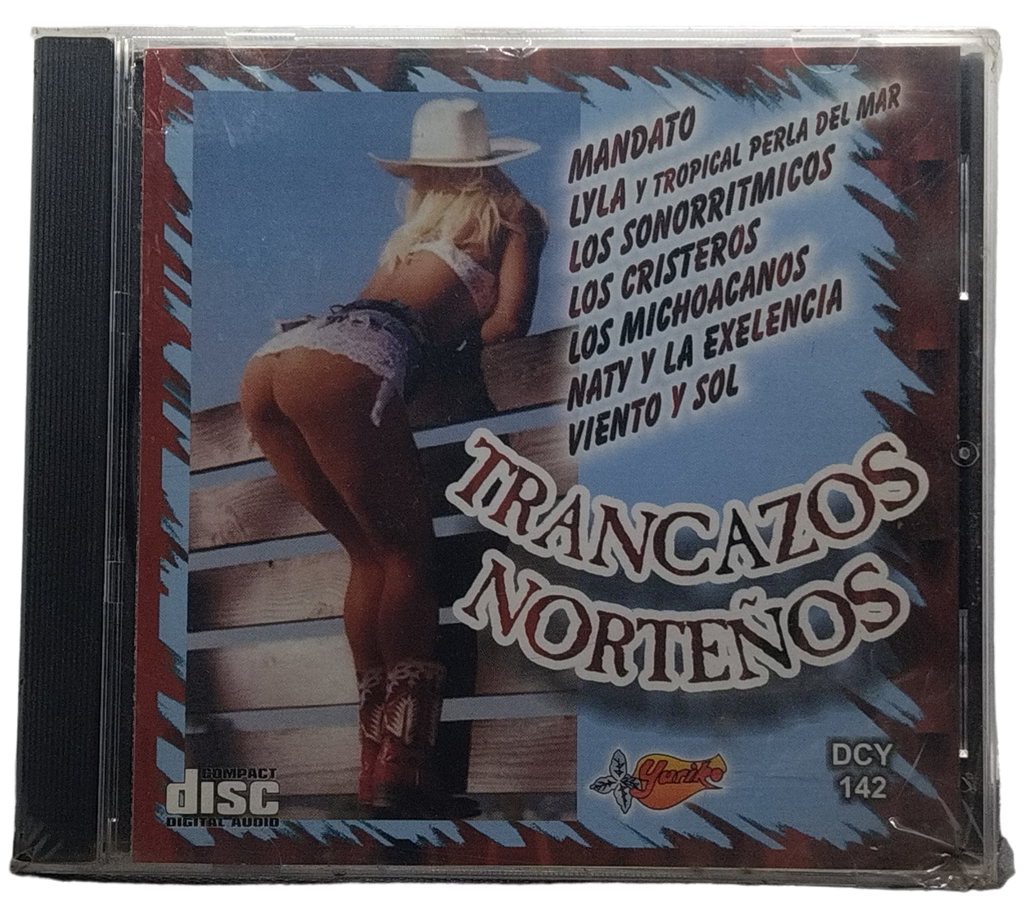 MANDATO
LYLA Y TROPICAL PERLA DEL MAR
LOS SONORRITMICOS
LOS CRISTEROS
LOS MICHOACANOS
NATY Y LA EXELENCIA
VIENTO Y SOL
TRANCAZOS
NORTEÑOS
COMPACT
disc
DIGITAL AUDIO
Yuriko
DCY
142